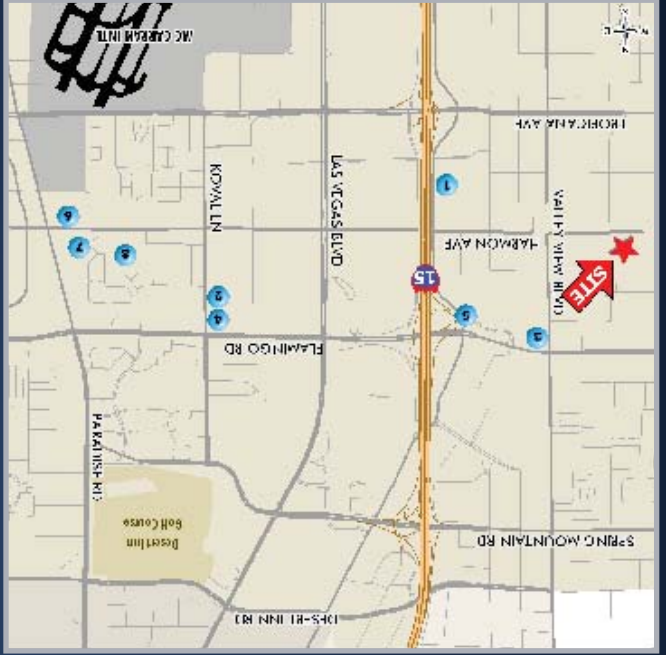 DESERT INN RD
SPRING MOUNTAIN RD
Desert Inn
Golf Course
PARADISE RD
FLAMINGO RD
3
5
4
2
SITE
VALLEY VIEW BLVD
15
HARMON AVE
LAS VEGAS BLVD
KOVAL LN
8
7
6
1
TROPICANA AVE
MC CARRAN INTL
N